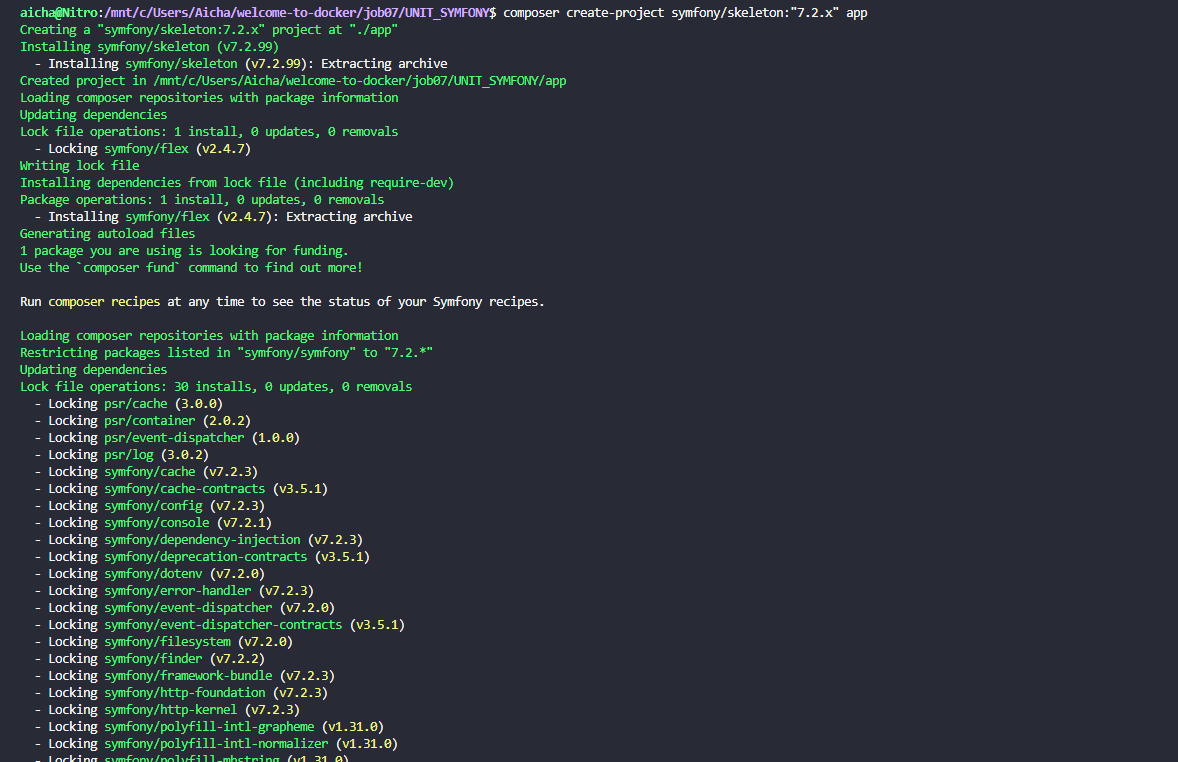 aicha@Nitro:/mnt/c/Users/Aicha/welcome-to-docker/job07/UNIT_SYMFONY$ composer create-project symfony/skeleton:"7.2.x" app
Creating a "symfony/skeleton:7.2.x" project at "./app"
Installing symfony/skeleton (v7.2.99)
  - Installing symfony/skeleton (v7.2.99): Extracting archive
Created project in /mnt/c/Users/Aicha/welcome-to-docker/job07/UNIT_SYMFONY/app
Loading composer repositories with package information
Updating dependencies
Lock file operations: 1 install, 0 updates, 0 removals
  - Locking symfony/flex (v2.4.7)
Writing lock file
Installing dependencies from lock file (including require-dev)
Package operations: 1 install, 0 updates, 0 removals
  - Installing symfony/flex (v2.4.7): Extracting archive
Generating autoload files
1 package you are using is looking for funding.
Use the `composer fund` command to find out more!
Run composer recipes at any time to see the status of your Symfony recipes.
Loading composer repositories with package information
Restricting packages listed in "symfony/symfony" to "7.2.*"
Updating dependencies
Lock file operations: 30 installs, 0 updates, 0 removals
  - Locking psr/cache (3.0.0)
  - Locking psr/container (2.0.2)
  - Locking psr/event-dispatcher (1.0.0)
  - Locking psr/log (3.0.2)
  - Locking symfony/cache (v7.2.3)
  - Locking symfony/cache-contracts (v3.5.1)
  - Locking symfony/config (v7.2.3)
  - Locking symfony/console (v7.2.1)
  - Locking symfony/dependency-injection (v7.2.3)
  - Locking symfony/deprecation-contracts (v3.5.1)
  - Locking symfony/dotenv (v7.2.0)
  - Locking symfony/error-handler (v7.2.3)
  - Locking symfony/event-dispatcher (v7.2.0)
  - Locking symfony/event-dispatcher-contracts (v3.5.1)
  - Locking symfony/filesystem (v7.2.0)
  - Locking symfony/finder (v7.2.2)
  - Locking symfony/framework-bundle (v7.2.3)
  - Locking symfony/http-foundation (v7.2.3)
  - Locking symfony/http-kernel (v7.2.3)
  - Locking symfony/polyfill-intl-grapheme (v1.31.0)
  - Locking symfony/polyfill-intl-normalizer (v1.31.0)
  - Locking symfony/polyfill-mbstring (v1.31.0)